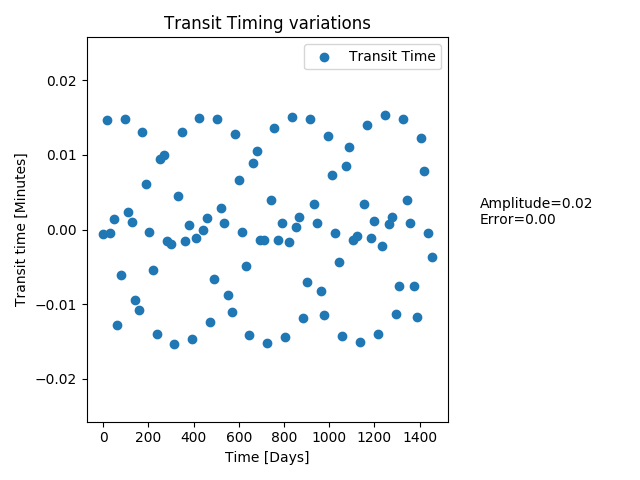 Transit Timing variations
Transit Time
0.02
0.01
0.00
−0.01
−0.02
Transit time [Minutes]
Amplitude=0.02
Error=0.00
0 200 400 600 800 1000 1200 1400
Time [Days]